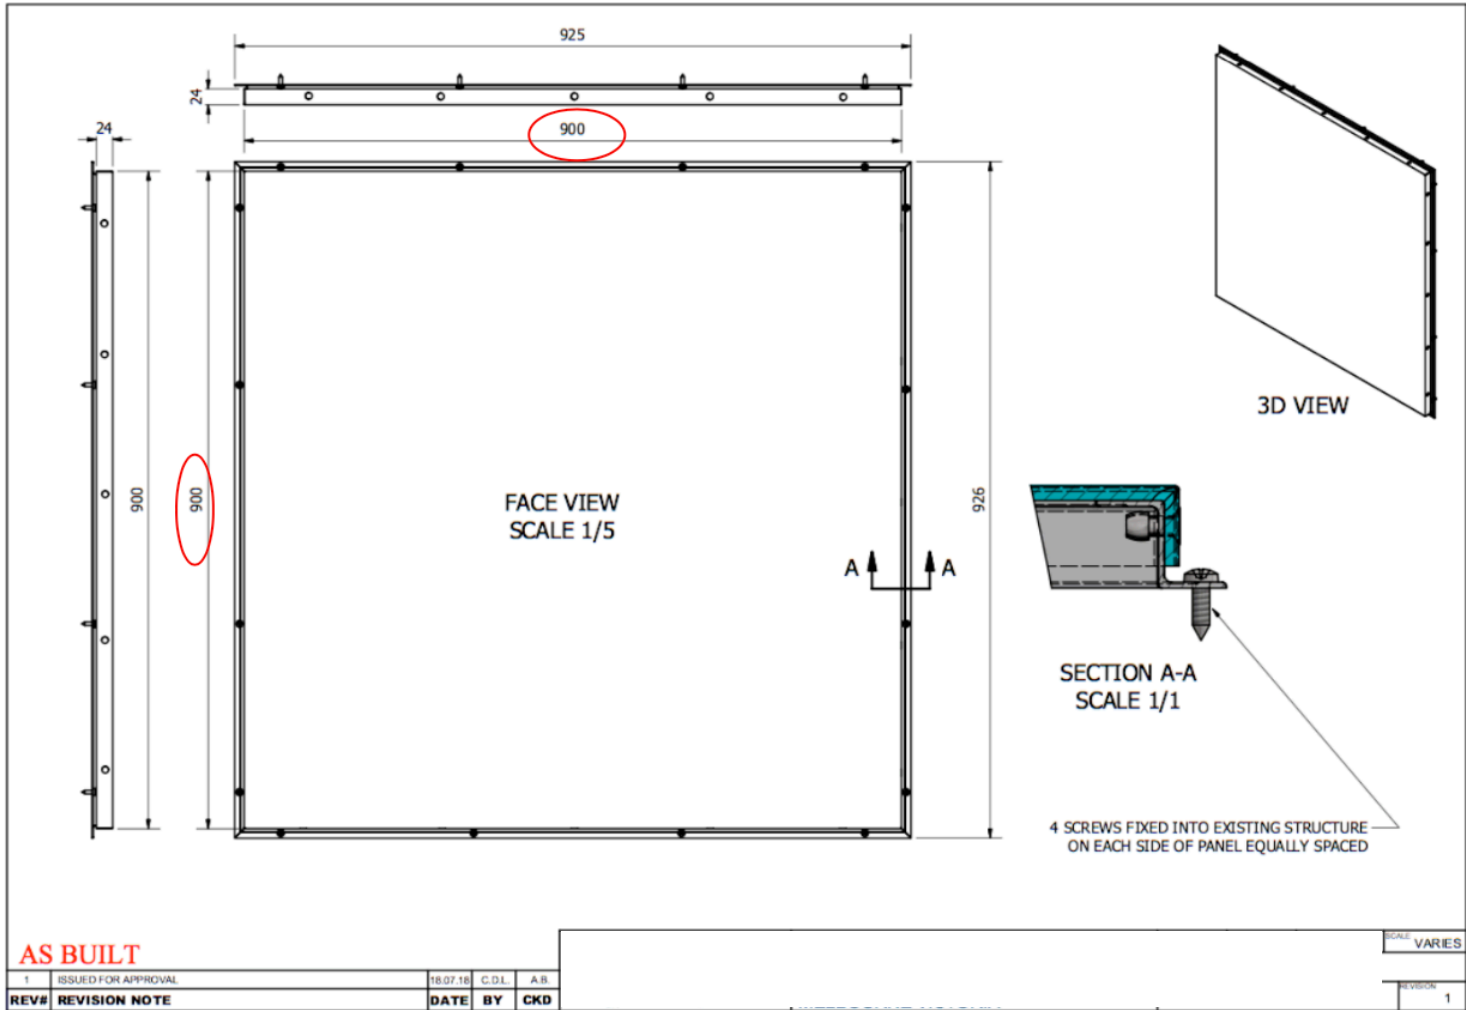 925
24
900
24
900
900
926
FACE VIEW
SCALE 1/5
A
A
3D VIEW
SECTION A-A
SCALE 1/1
4 SCREWS FIXED INTO EXISTING STRUCTURE
ON EACH SIDE OF PANEL EQUALLY SPACED
AS BUILT
1 ISSUED FOR APPROVAL 18.07.18 C.D.L. A.B.
REV# REVISION NOTE DATE BY CKD
SCALE VARIES
REVISION 1